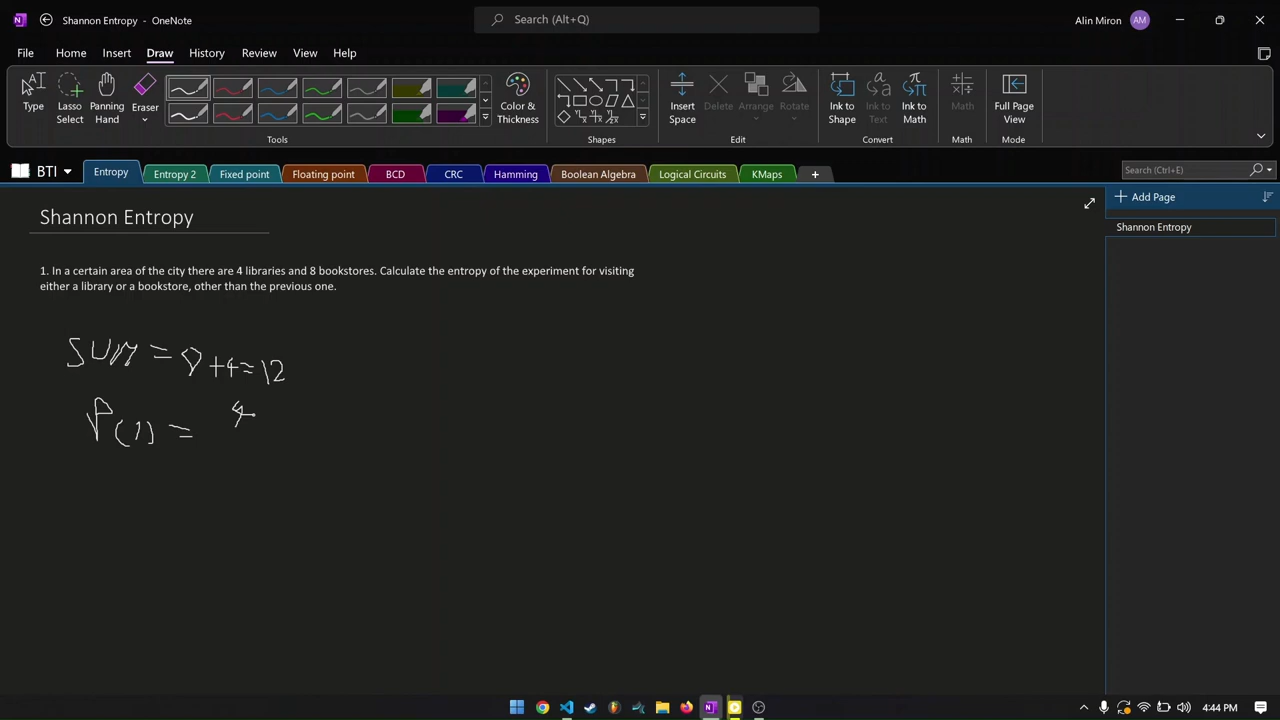 Shannon Entropy - OneNote
Search (Alt+Q)
Alin Miron AM
File Home Insert Draw History Review View Help
Type
Lasso Select
Panning Hand
Eraser
Color & Thickness
Insert Space
Delete
Arrange
Rotate
Ink to Shape
Ink to Text
Ink to Math
Math
Full Page View
Tools Shapes Edit Convert Math Mode
BTI Entropy Entropy 2 Fixed point Floating point BCD CRC Hamming Boolean Algebra Logical Circuits KMaps + Search (Ctrl+E)
Add Page
Shannon Entropy
Shannon Entropy
1. In a certain area of the city there are 4 libraries and 8 bookstores. Calculate the entropy of the experiment for visiting
either a library or a bookstore, other than the previous one.
SUM = 8 + 4 = 12
P(1) = 4
4:44 PM